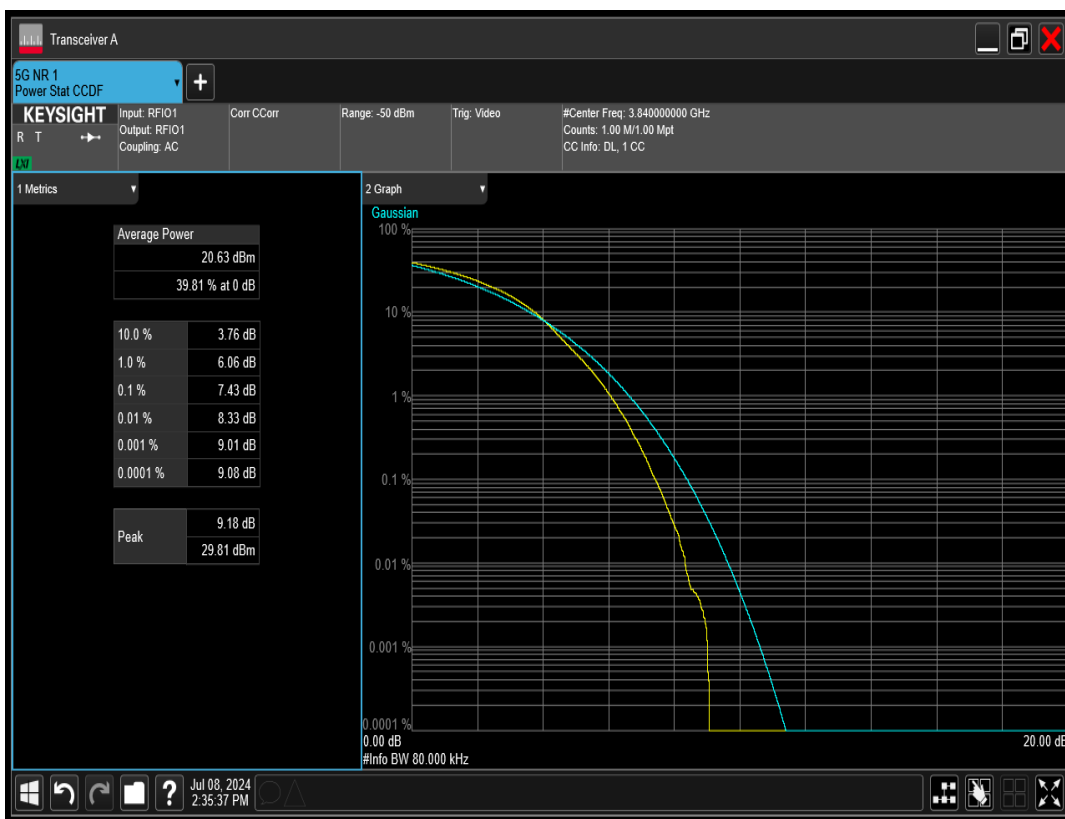 Transceiver A
5G NR 1
Power Stat CCDF
+
KEYSIGHT
R T
LXI
Input: RFIO1
Output: RFIO1
Coupling: AC
Corr CCorr
Range: -50 dBm
Trig: Video
#Center Freq: 3.840000000 GHz
Counts: 1.00 M/1.00 Mpt
CC Info: DL, 1 CC
1 Metrics
Average Power
20.63 dBm
39.81 % at 0 dB
10.0 % 3.76 dB
1.0 % 6.06 dB
0.1 % 7.43 dB
0.01 % 8.33 dB
0.001 % 9.01 dB
0.0001 % 9.08 dB
Peak
9.18 dB
29.81 dBm
2 Graph
Gaussian
100 %
10 %
1 %
0.1 %
0.01 %
0.001 %
0.0001 %
0.00 dB 20.00 dB
#Info BW 80.000 kHz
?
Jul 08, 2024
2:35:37 PM